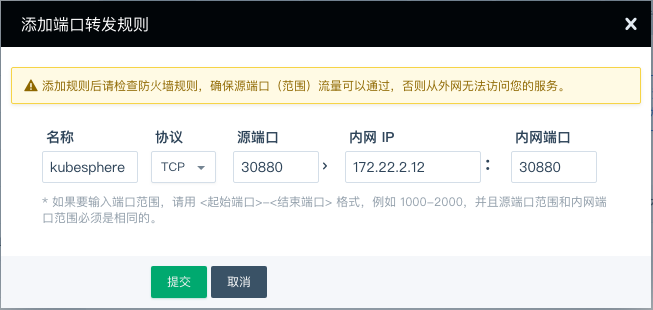 添加端口转发规则
添加规则后请检查防火墙规则，确保源端口（范围）流量可以通过，否则从外网无法访问您的服务。
名称 协议 源端口 内网 IP 内网端口
kubesphere TCP 30880 › 172.22.2.12 : 30880
* 如果要输入端口范围，请用 <起始端口>-<结束端口> 格式，例如 1000-2000，并且源端口范围和内网端
口范围必须是相同的。
提交 取消